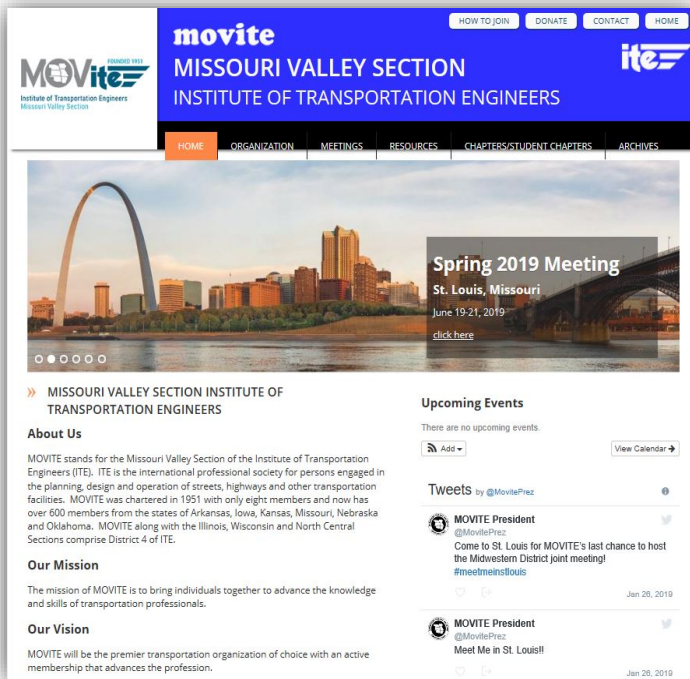 HOW TO JOIN
DONATE
CONTACT
HOME
MOVite
FOUNDED 1951
Institute of Transportation Engineers
Missouri Valley Section
movite
MISSOURI VALLEY SECTION
INSTITUTE OF TRANSPORTATION ENGINEERS
ite
HOME
ORGANIZATION
MEETINGS
RESOURCES
CHAPTERS/STUDENT CHAPTERS
ARCHIVES
Spring 2019 Meeting
St. Louis, Missouri
June 19-21, 2019
click here
» MISSOURI VALLEY SECTION INSTITUTE OF
TRANSPORTATION ENGINEERS
About Us
MOVITE stands for the Missouri Valley Section of the Institute of Transportation
Engineers (ITE). ITE is the international professional society for persons engaged in
the planning, design and operation of streets, highways and other transportation
facilities. MOVITE was chartered in 1951 with only eight members and now has
over 600 members from the states of Arkansas, Iowa, Kansas, Missouri, Nebraska
and Oklahoma. MOVITE along with the Illinois, Wisconsin and North Central
Sections comprise District 4 of ITE.
Our Mission
The mission of MOVITE is to bring individuals together to advance the knowledge
and skills of transportation professionals.
Our Vision
MOVITE will be the premier transportation organization of choice with an active
membership that advances the profession.
Upcoming Events
There are no upcoming events.
Add
View Calendar
Tweets by @MovitePrez
MOVITE President
@MovitePrez
Come to St. Louis for MOVITE's last chance to host
the Midwestern District joint meeting!
#meetmeinstlouis
Jan 26, 2019
MOVITE President
@MovitePrez
Meet Me in St. Louis!!
Jan 26, 2019